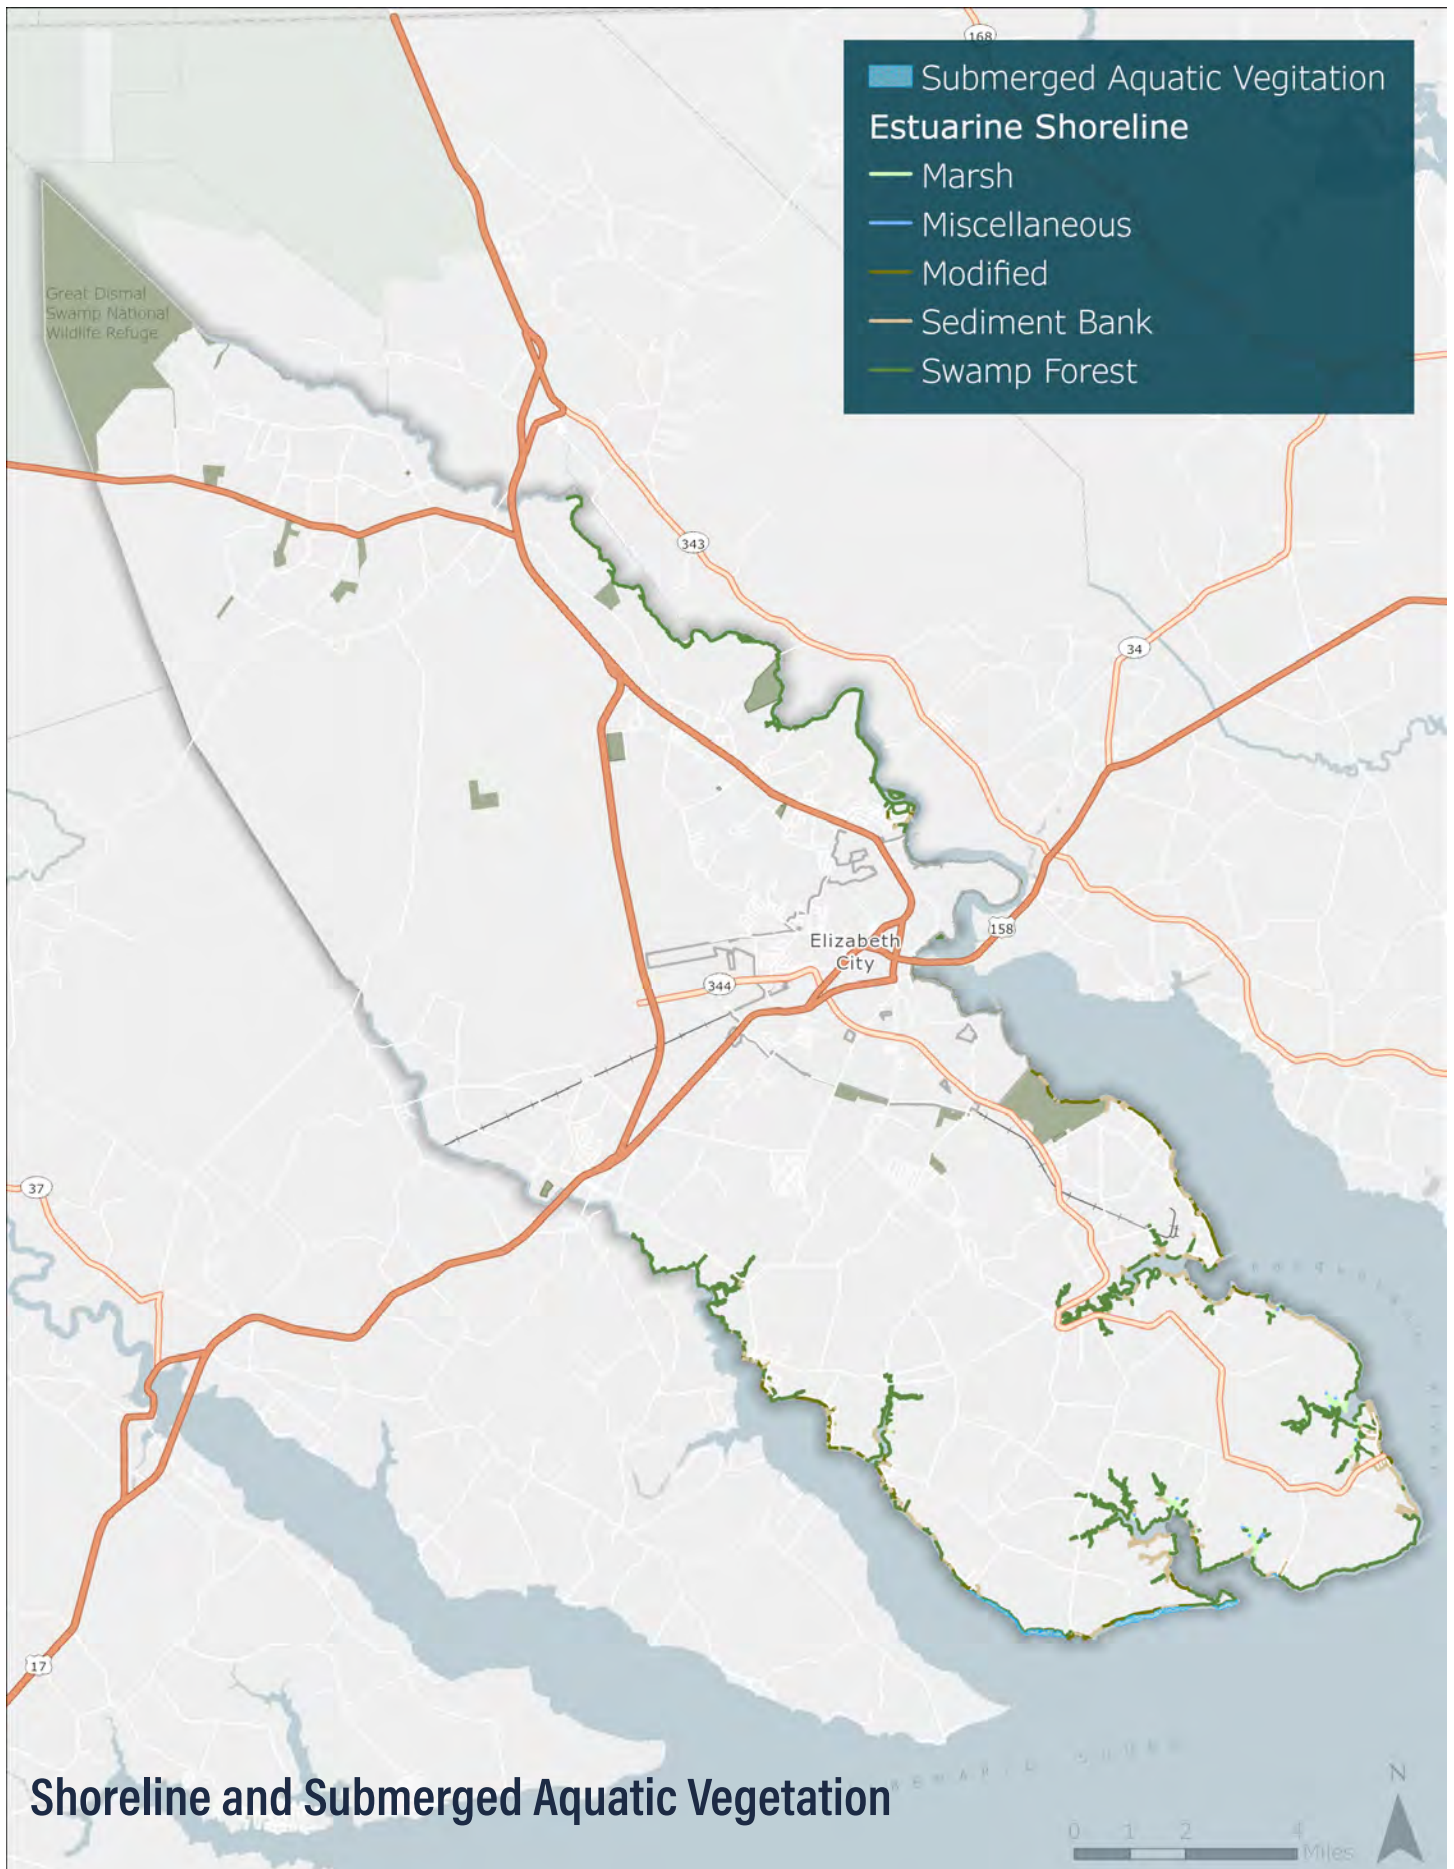 168
Submerged Aquatic Vegitation
Estuarine Shoreline
Marsh
Miscellaneous
Modified
Sediment Bank
Swamp Forest
Great Dismal
Swamp National
Wildlife Refuge
343
34
158
Elizabeth
City
344
37
17
Shoreline and Submerged Aquatic Vegetation
N
0 1 2 4
Miles